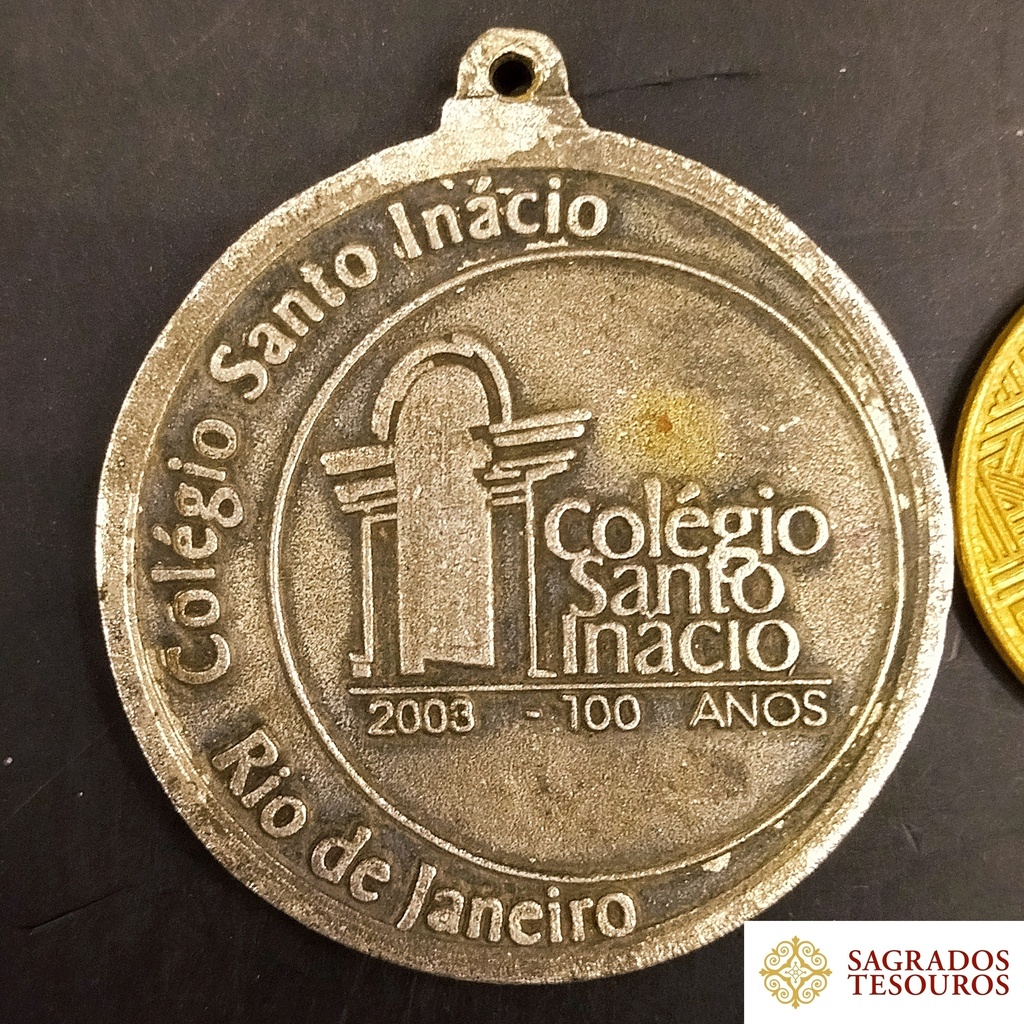 Colégio Santo Inácio
colégio
santo
inácio
2003 - 100 ANOS
Rio de Janeiro
SAGRADOS
TESOUROS